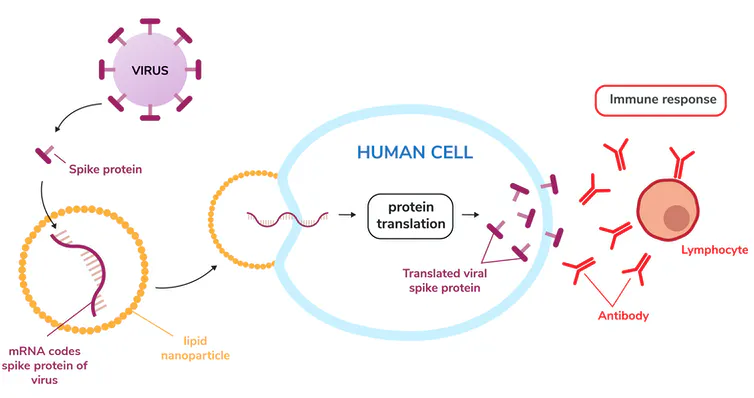 VIRUS
Spike protein
mRNA codes
spike protein of
virus
lipid
nanoparticle
HUMAN CELL
protein
translation
Translated viral
spike protein
Immune response
Lymphocyte
Antibody